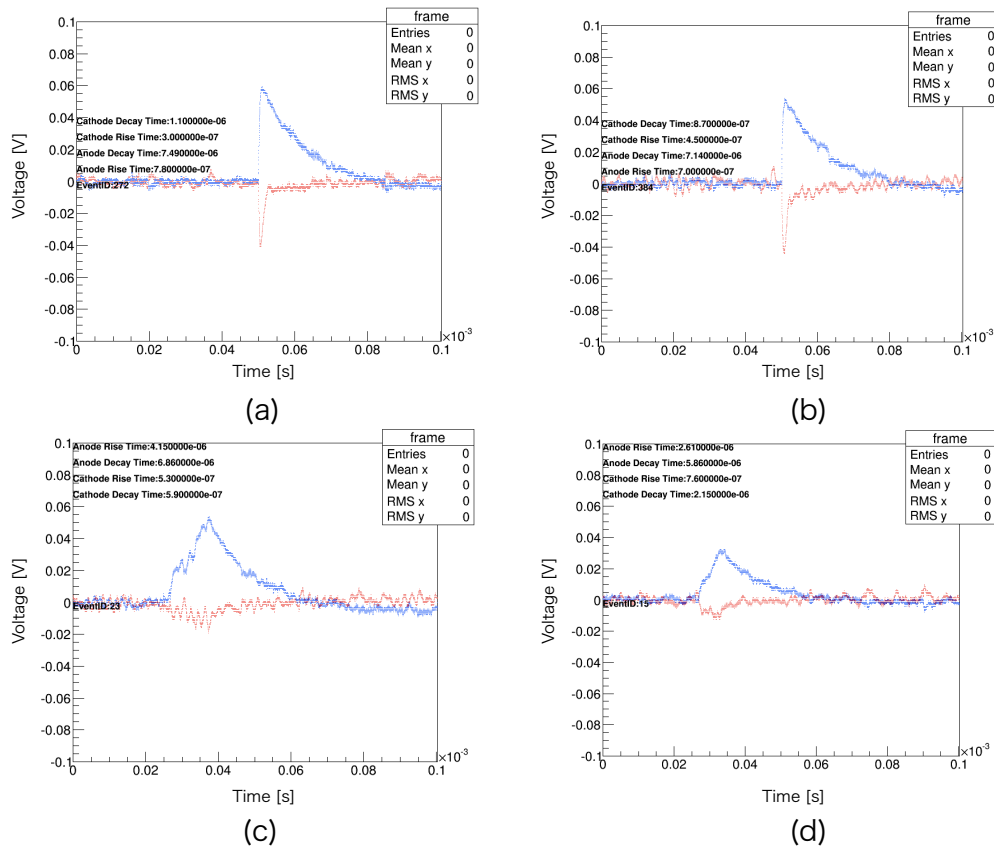 frame
Entries 0
Mean x 0
Mean y 0
RMS x 0
RMS y 0
Cathode Decay Time:1.100000e-06
Cathode Rise Time:3.000000e-07
Anode Decay Time:7.490000e-06
Anode Rise Time:7.800000e-07
EventID:272
Voltage [V]
0.1
0.08
0.06
0.04
0.02
0
-0.02
-0.04
-0.06
-0.08
-0.1
0 0.02 0.04 0.06 0.08 0.1
×10⁻³
Time [s]
(a)
frame
Entries 0
Mean x 0
Mean y 0
RMS x 0
RMS y 0
Cathode Decay Time:8.700000e-07
Cathode Rise Time:4.500000e-07
Anode Decay Time:7.140000e-06
Anode Rise Time:7.000000e-07
EventID:384
Voltage [V]
0.1
0.08
0.06
0.04
0.02
0
-0.02
-0.04
-0.06
-0.08
-0.1
0 0.02 0.04 0.06 0.08 0.1
×10⁻³
Time [s]
(b)
frame
Entries 0
Mean x 0
Mean y 0
RMS x 0
RMS y 0
Anode Rise Time:4.150000e-06
Anode Decay Time:6.860000e-06
Cathode Rise Time:5.300000e-07
Cathode Decay Time:5.900000e-07
EventID:23
Voltage [V]
0.1
0.08
0.06
0.04
0.02
0
-0.02
-0.04
-0.06
-0.08
-0.1
0 0.02 0.04 0.06 0.08 0.1
×10⁻³
Time [s]
(c)
frame
Entries 0
Mean x 0
Mean y 0
RMS x 0
RMS y 0
Anode Rise Time:2.610000e-06
Anode Decay Time:5.860000e-06
Cathode Rise Time:7.600000e-07
Cathode Decay Time:2.150000e-06
EventID:15
Voltage [V]
0.1
0.08
0.06
0.04
0.02
0
-0.02
-0.04
-0.06
-0.08
-0.1
0 0.02 0.04 0.06 0.08 0.1
×10⁻³
Time [s]
(d)